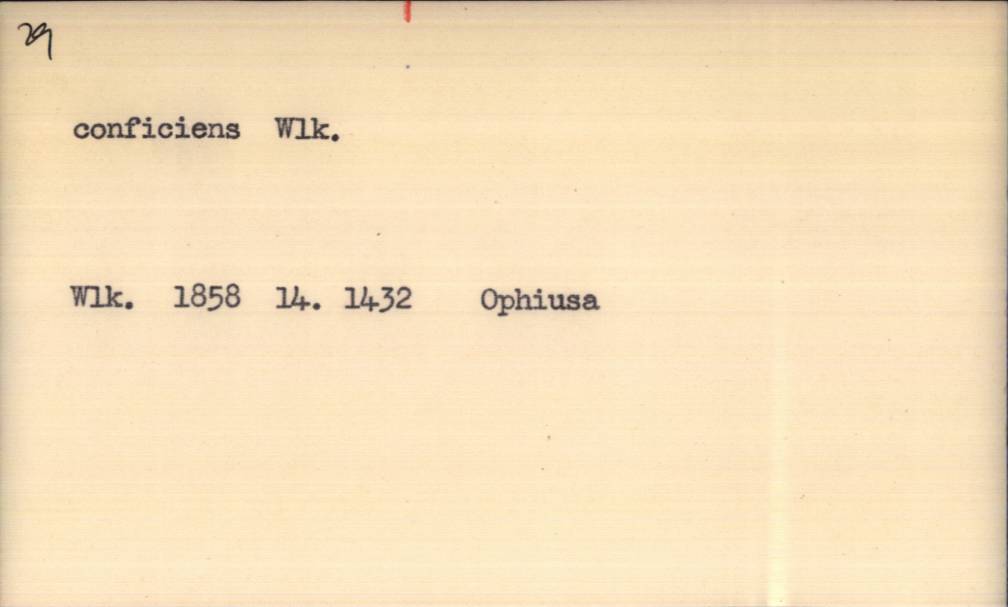 29
conficiens Wlk.
Wlk. 1858 14. 1432 Ophiusa